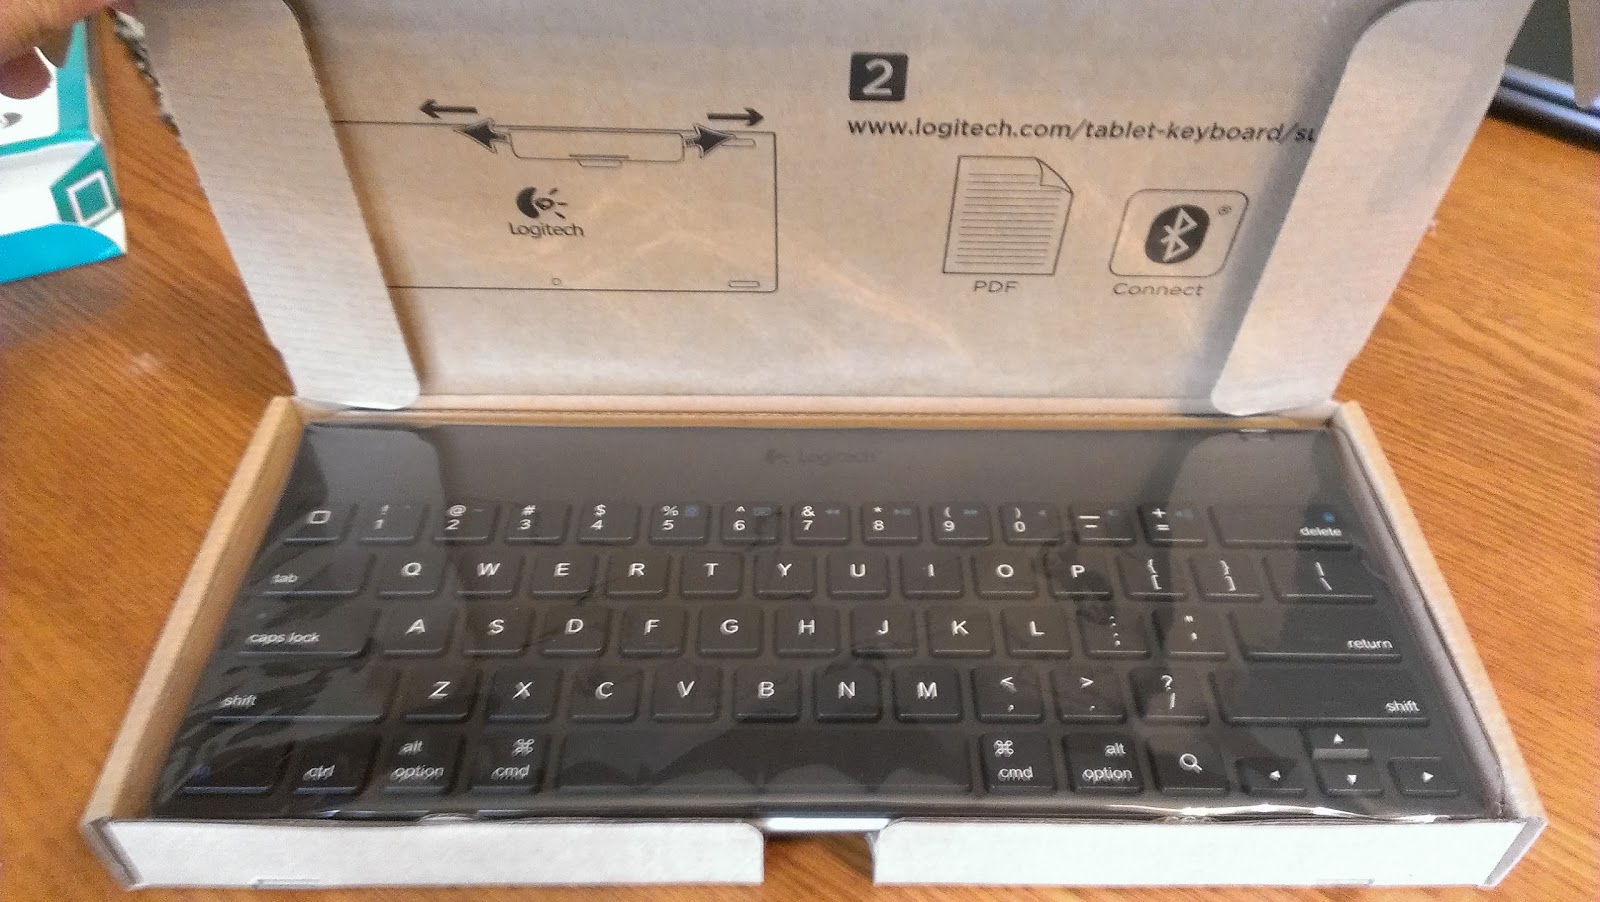 2
www.logitech.com/tablet-keyboard/su
Logitech
PDF
Connect
Logitech
! @ # $ % ^ & * ( ) — +
1 2 3 4 5 6 7 8 9 0 - = delete
tab Q W E R T Y U I O P { [ } ] | \
caps lock A S D F G H J K L : ; " ' return
shift Z X C V B N M < , > . ? / shift
alt ⌘ ⌘ alt
ctrl option cmd cmd option